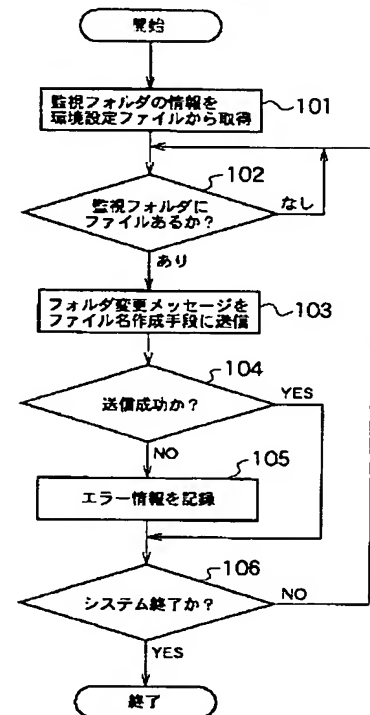 開始
監視フォルダの情報を
環境設定ファイルから取得
101
102
監視フォルダに
ファイルあるか？
なし
あり
フォルダ変更メッセージを
ファイル名作成手段に送信
103
104
送信成功か？
YES
NO
105
エラー情報を記録
106
システム終了か？
NO
YES
終了